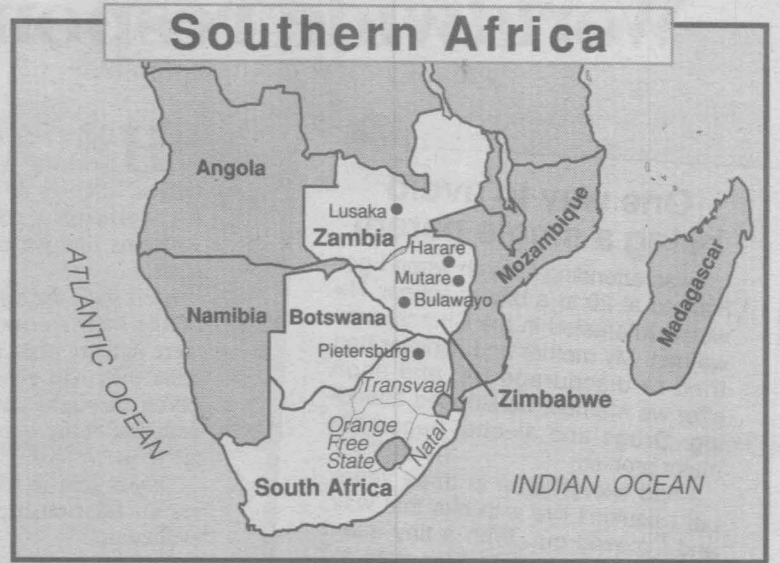 Southern Africa
Angola
Lusaka
Zambia
Harare
Mutare
Bulawayo
Mozambique
Madagascar
ATLANTIC OCEAN
Namibia
Botswana
Pietersburg
Transvaal
Zimbabwe
Orange
Free
State
Natal
South Africa
INDIAN OCEAN